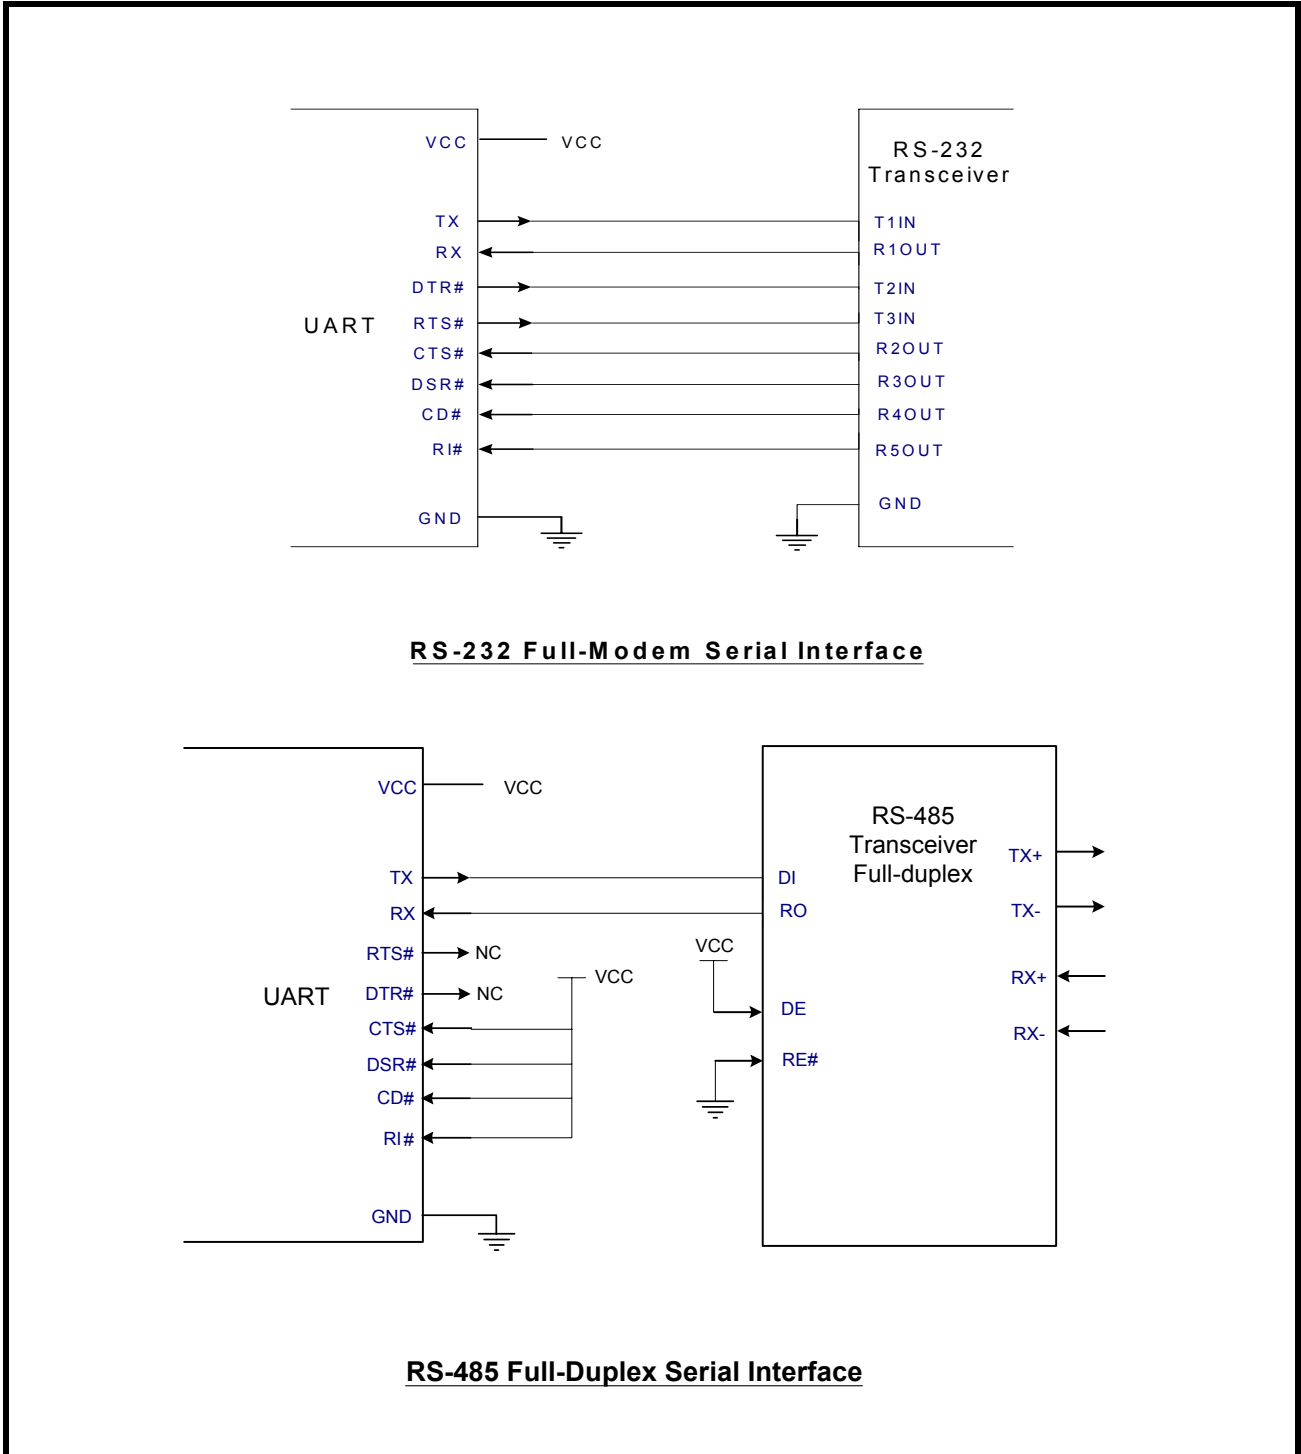 VCC
VCC
RS-232
Transceiver
TX
T1IN
RX
R1OUT
DTR#
T2IN
UART
RTS#
T3IN
CTS#
R2OUT
DSR#
R3OUT
CD#
R4OUT
RI#
R5OUT
GND
GND
RS-232 Full-Modem Serial Interface
VCC
VCC
RS-485
Transceiver
Full-duplex
TX+
TX
DI
RX
RO
TX-
RTS#
NC
VCC
VCC
RX+
UART
DTR#
NC
DE
CTS#
RX-
DSR#
RE#
CD#
RI#
GND
RS-485 Full-Duplex Serial Interface